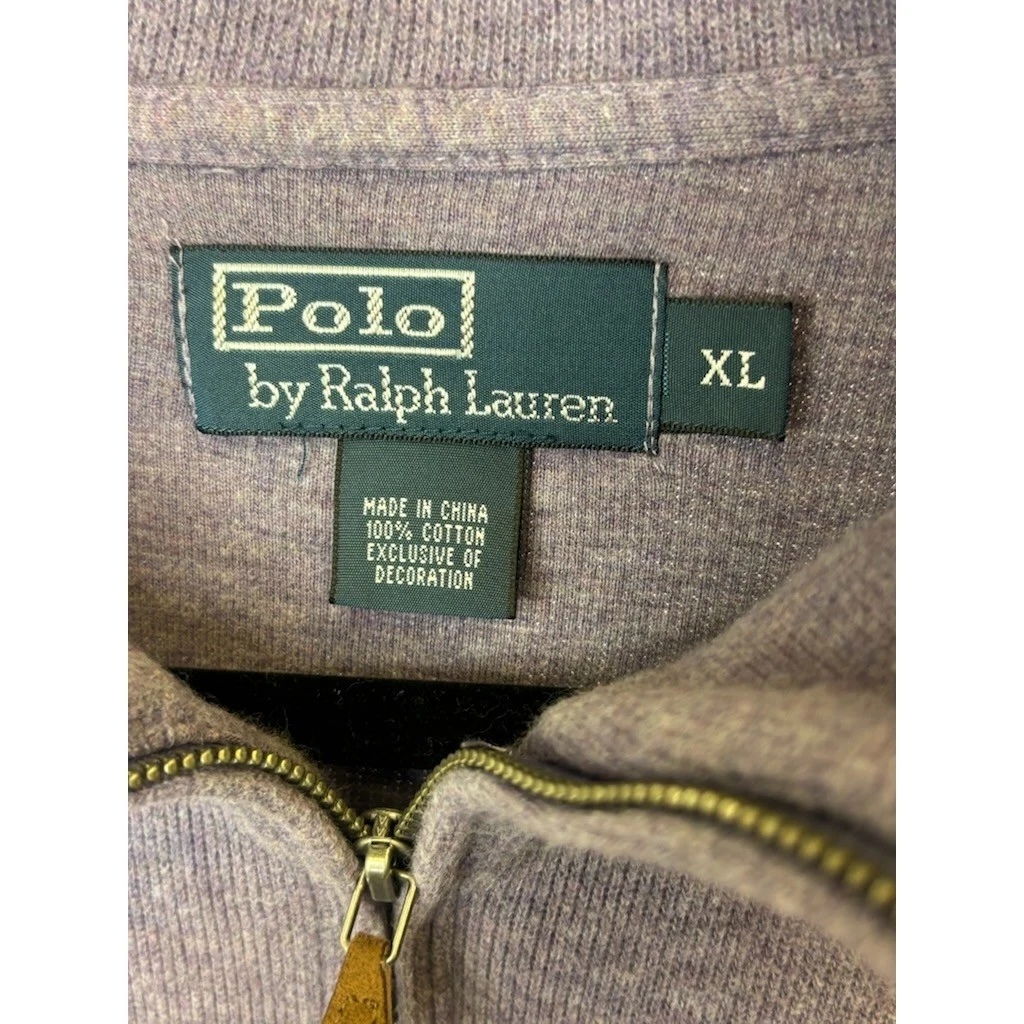 Polo
by Ralph Lauren
XL
MADE IN CHINA
100% COTTON
EXCLUSIVE OF
DECORATION